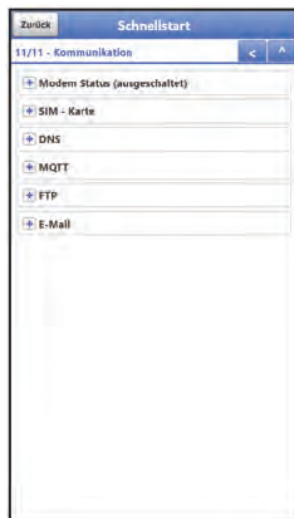 Zurück Schnellstart
11/11 - Kommunikation < ^
+ Modem Status (ausgeschaltet)
+ SIM - Karte
+ DNS
+ MQTT
+ FTP
+ E-Mail